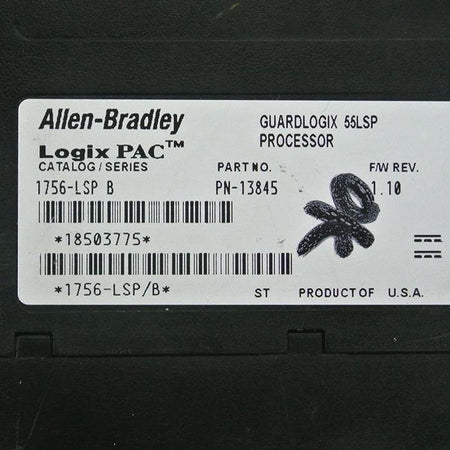 Allen-Bradley
GUARDLOGIX 55LSP
PROCESSOR
Logix PAC™
CATALOG / SERIES PART NO. F/W REV.
1756-LSP B PN-13845 1.10
*18503775*
*1756-LSP/B* ST PRODUCT OF U.S.A.